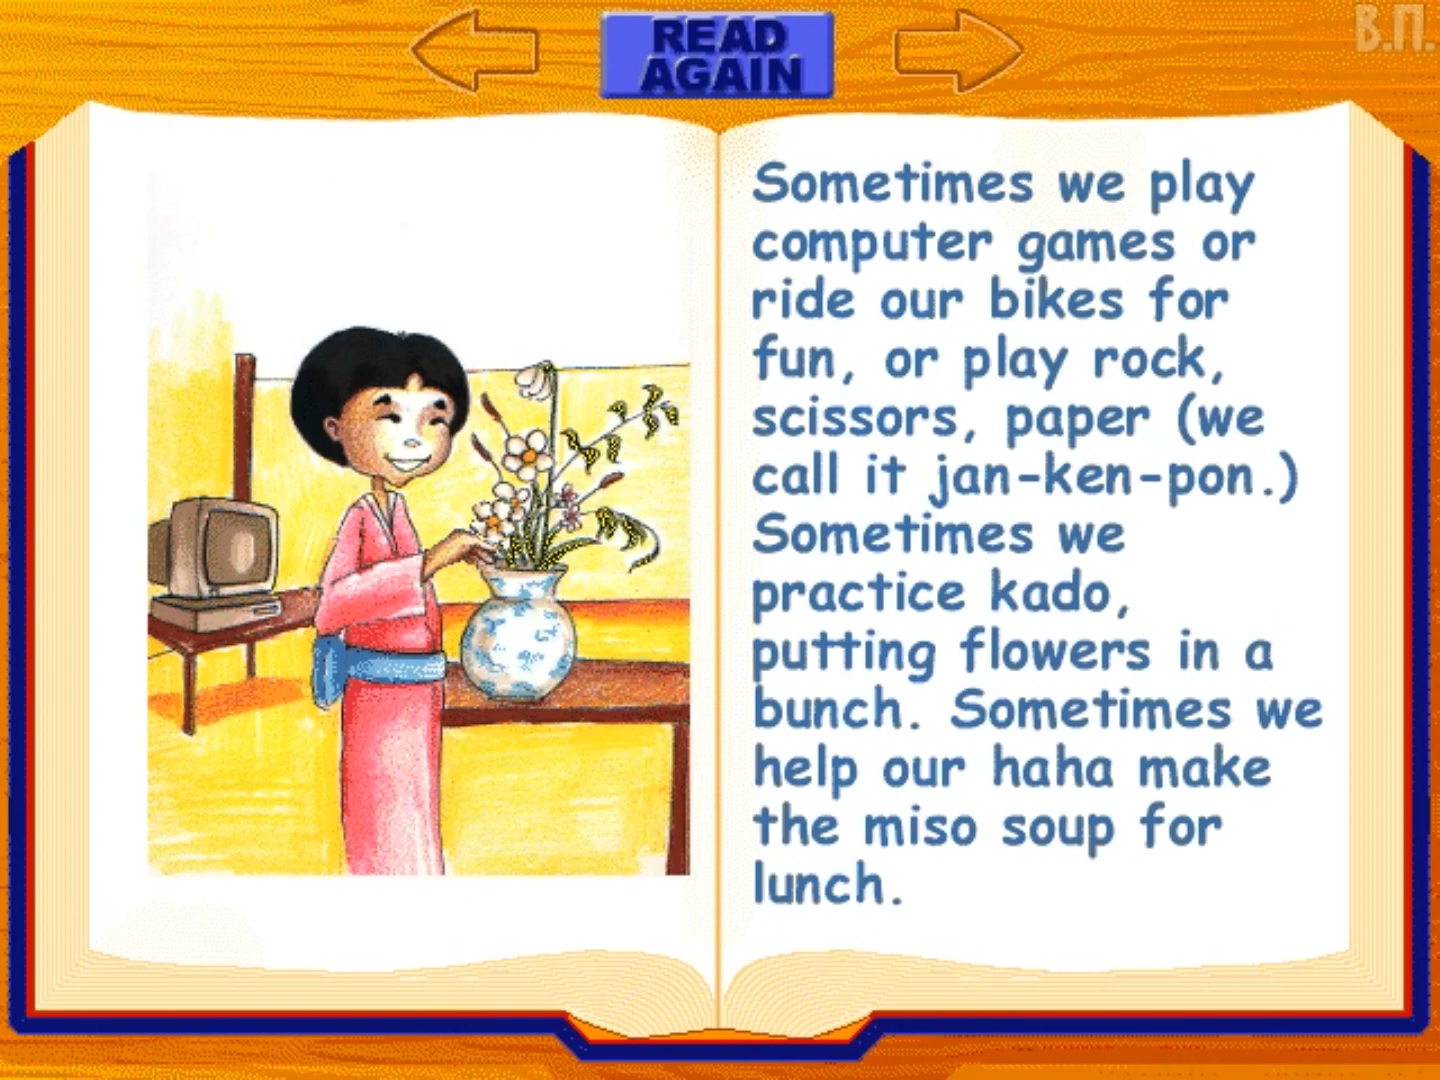 READ
AGAIN
В.П.
Sometimes we play
computer games or
ride our bikes for
fun, or play rock,
scissors, paper (we
call it jan-ken-pon.)
Sometimes we
practice kado,
putting flowers in a
bunch. Sometimes we
help our haha make
the miso soup for
lunch.